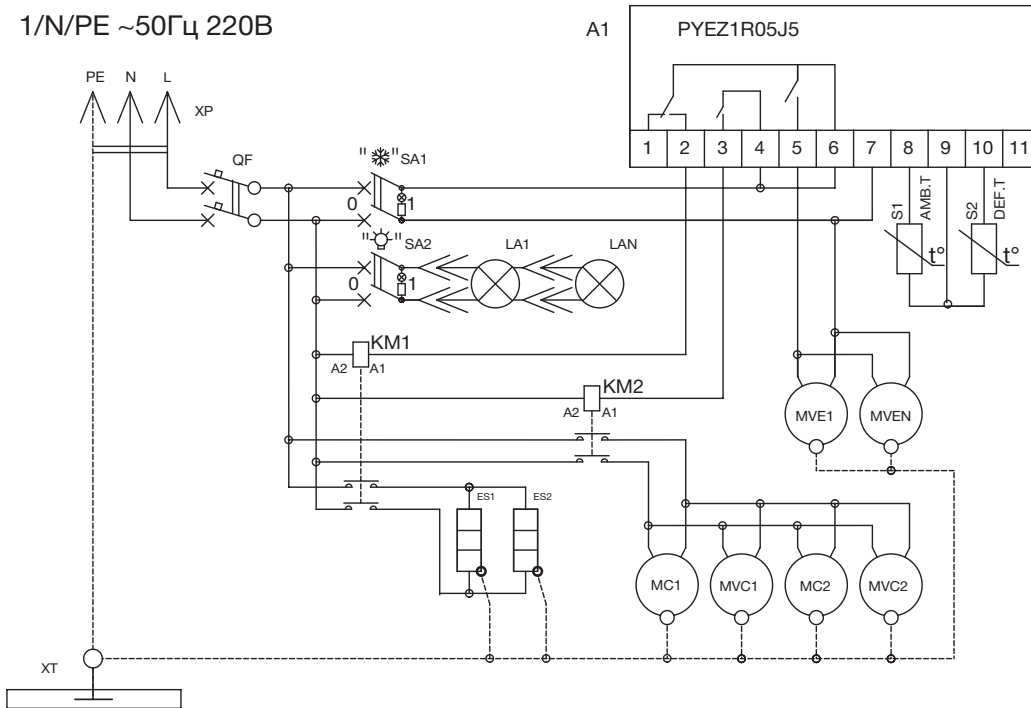 1/N/PE ~50Гц 220В
A1 PYEZ1R05J5
PE N L
XP
QF
"❄" SA1
0 1
1 2 3 4 5 6 7 8 9 10 11
S1 AMB.T
S2 DEF.T
t° t°
" " SA2 LA1 LAN
0 1
KM1
A2 A1
KM2
A2 A1
MVE1 MVEN
ES1 ES2
MC1 MVC1 MC2 MVC2
XT